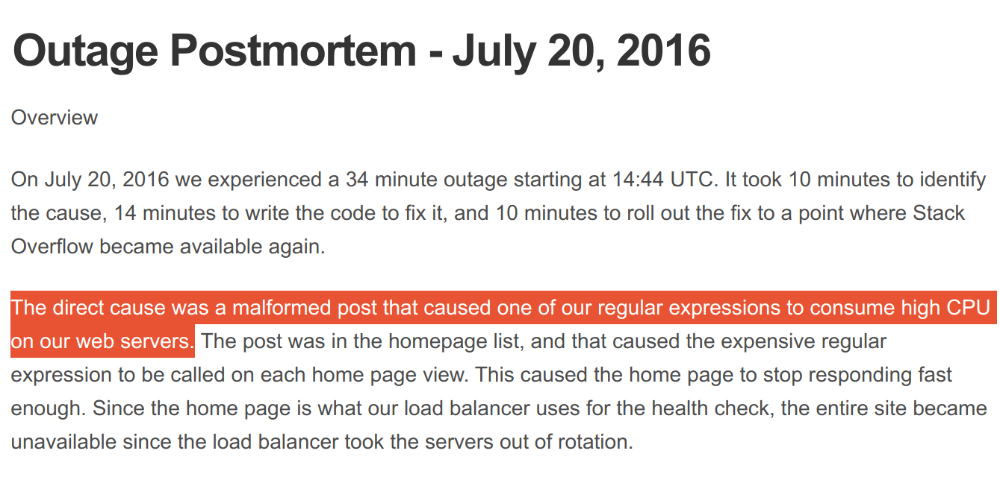 Outage Postmortem - July 20, 2016
Overview
On July 20, 2016 we experienced a 34 minute outage starting at 14:44 UTC. It took 10 minutes to identify
the cause, 14 minutes to write the code to fix it, and 10 minutes to roll out the fix to a point where Stack
Overflow became available again.
The direct cause was a malformed post that caused one of our regular expressions to consume high CPU
on our web servers. The post was in the homepage list, and that caused the expensive regular
expression to be called on each home page view. This caused the home page to stop responding fast
enough. Since the home page is what our load balancer uses for the health check, the entire site became
unavailable since the load balancer took the servers out of rotation.